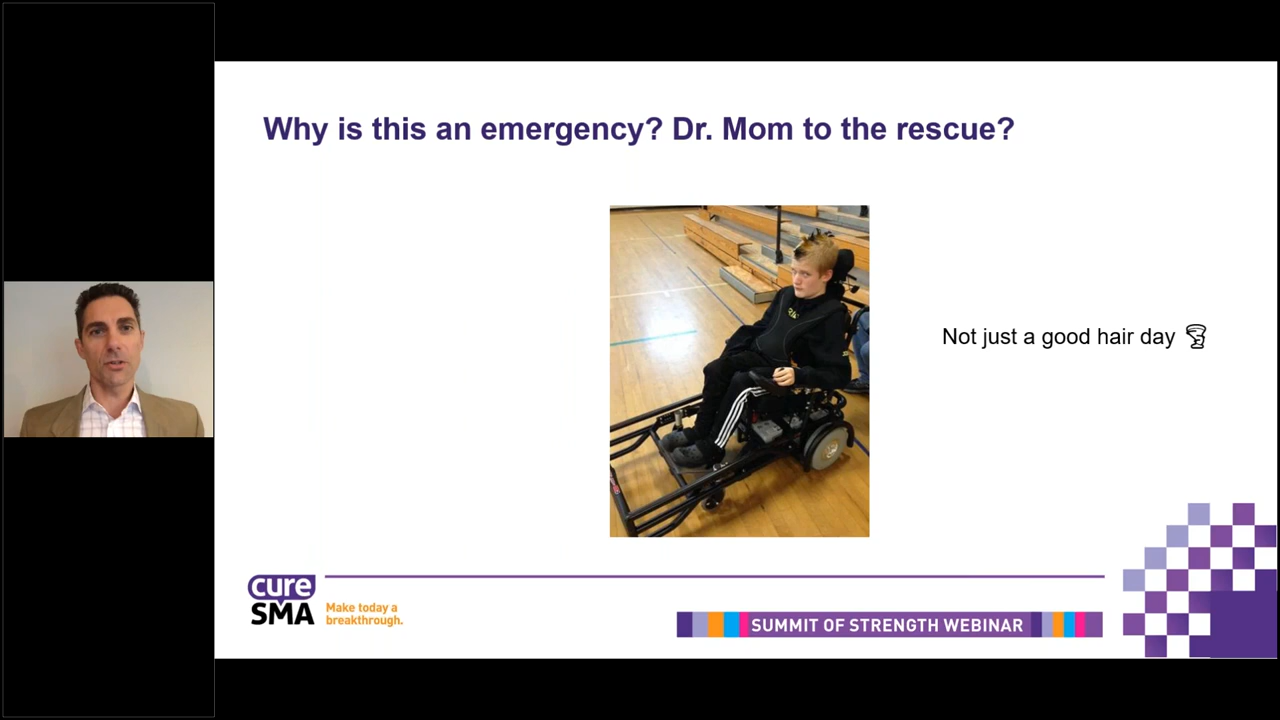 Why is this an emergency? Dr. Mom to the rescue?
Not just a good hair day
cure
SMA
Make today a
breakthrough.
SUMMIT OF STRENGTH WEBINAR